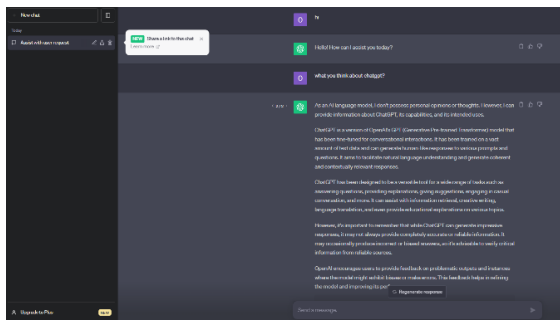 New chat
Today
Assist with user request
NEW Share a link to the chat
Learn more
Upgrade to Plus
NEW
hi
Hello! How can I assist you today?
what you think about chatgpt?
As an AI language model, I don't possess personal opinions or thoughts. However, I can
provide information about ChatGPT, its capabilities, and its intended uses.
ChatGPT is a version of OpenAI's GPT (Generative Pre-trained Transformer) model that
has been fine-tuned for conversational interactions. It has been trained on a vast
amount of text data and can generate human-like responses to various prompts and
questions. It aims to facilitate natural language understanding and generate coherent
and contextually relevant responses.
ChatGPT has been designed to be a versatile tool for a wide range of tasks such as
answering questions, providing explanations, giving suggestions, engaging in casual
conversation, and more. It can assist with information retrieval, creative writing,
language translation, and even provide educational explanations on various topics.
However, it's important to remember that while ChatGPT can generate impressive
responses, it may not always provide completely accurate or reliable information. It
may occasionally produce incorrect or biased answers, so it's advisable to verify critical
information from reliable sources.
OpenAI encourages users to provide feedback on problematic outputs and instances
where the model might exhibit biases or make errors. This feedback helps in refining
the model and improving its
Regenerate response
Send a message.